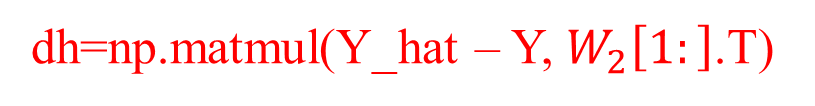 dh=np.matmul(Y_hat – Y, W₂[1:].T)